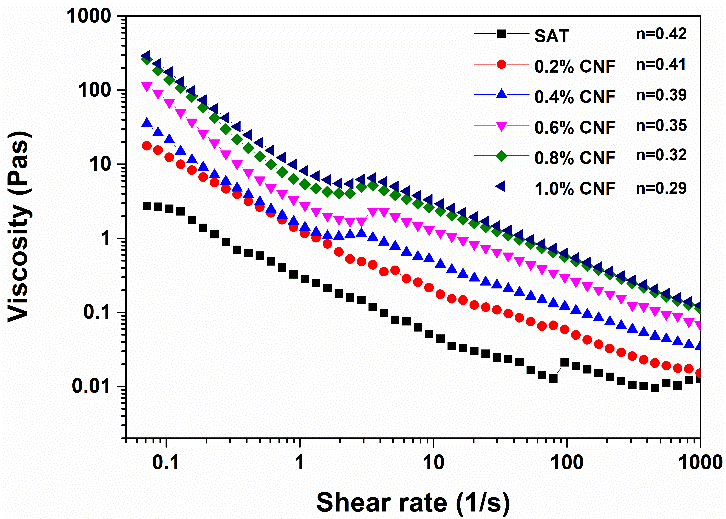 1000
100
10
1
0.1
0.01
Viscosity (Pas)
SAT n=0.42
0.2% CNF n=0.41
0.4% CNF n=0.39
0.6% CNF n=0.35
0.8% CNF n=0.32
1.0% CNF n=0.29
0.1 1 10 100 1000
Shear rate (1/s)